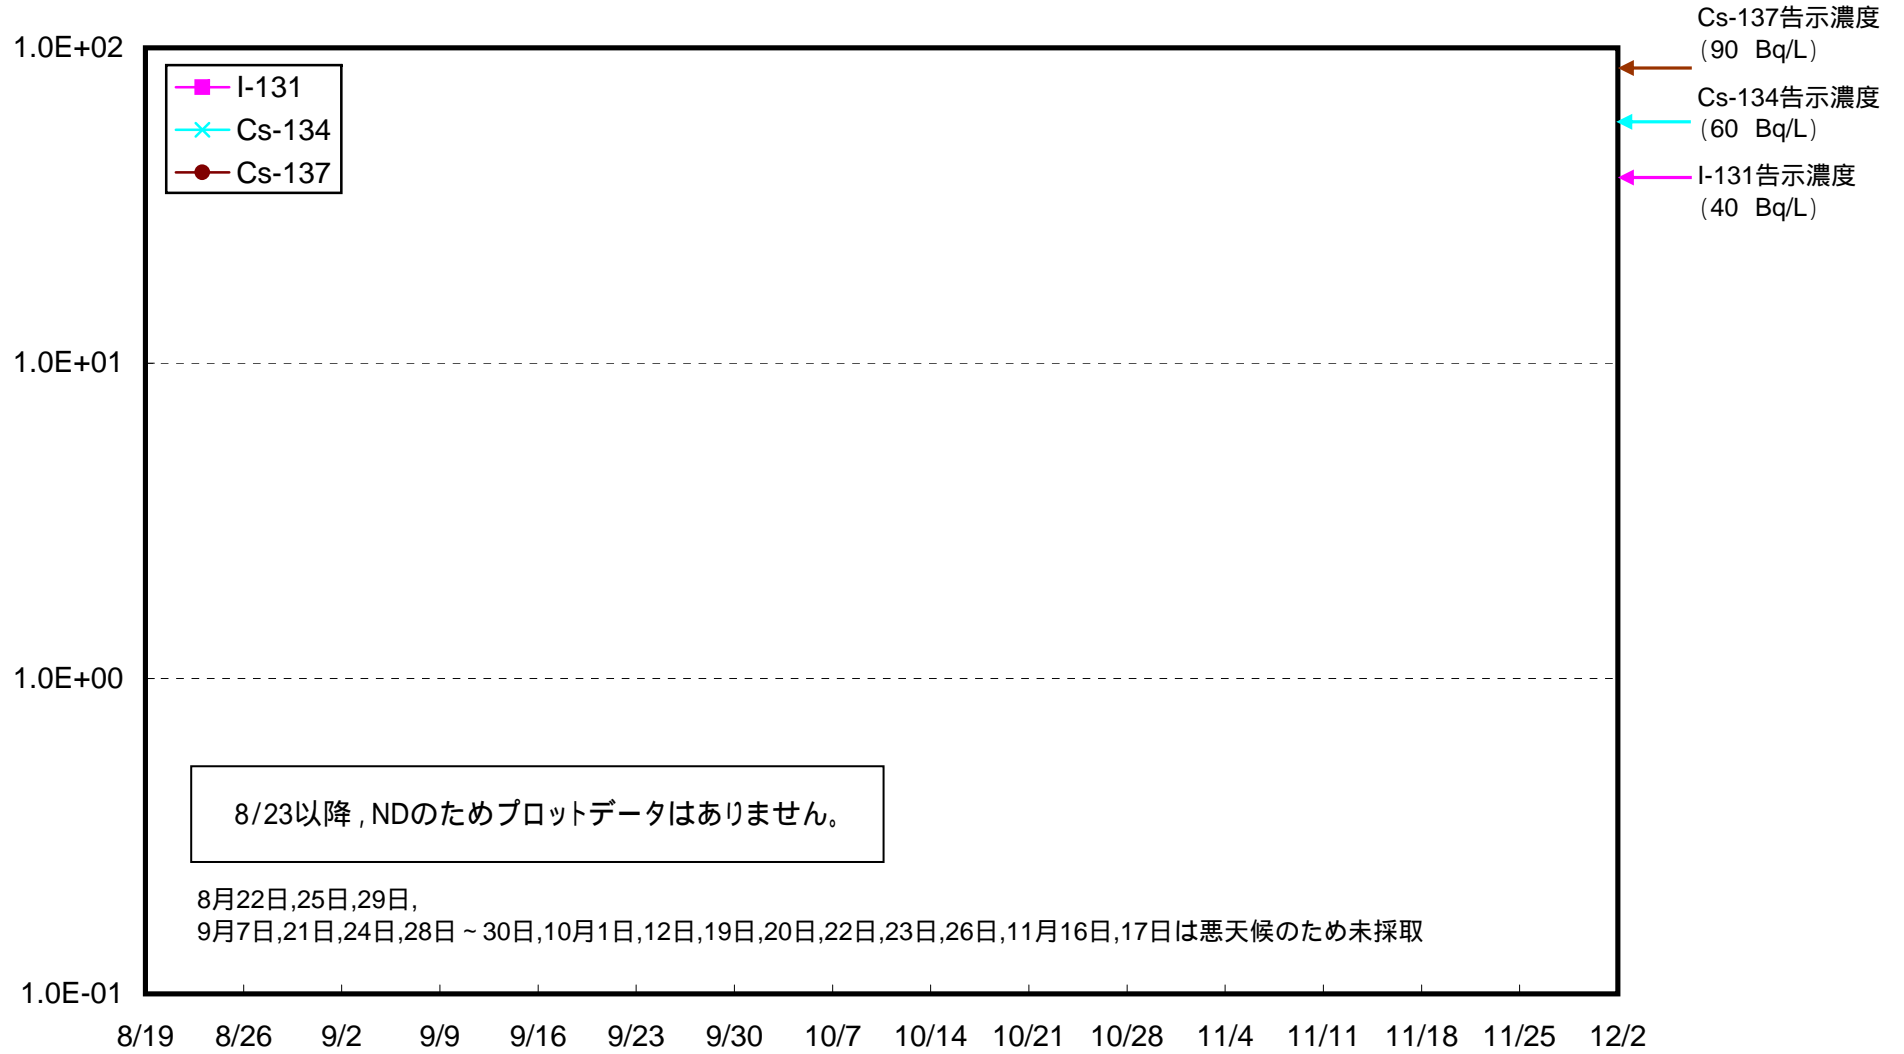 Cs-137告示濃度
(90 Bq/L)
1.0E+02
I-131
Cs-134
Cs-137
Cs-134告示濃度
(60 Bq/L)
I-131告示濃度
(40 Bq/L)
1.0E+01
1.0E+00
8/23以降,NDのためプロットデータはありません。
8月22日,25日,29日,
9月7日,21日,24日,28日~30日,10月1日,12日,19日,20日,22日,23日,26日,11月16日,17日は悪天候のため未採取
1.0E-01
8/19 8/26 9/2 9/9 9/16 9/23 9/30 10/7 10/14 10/21 10/28 11/4 11/11 11/18 11/25 12/2